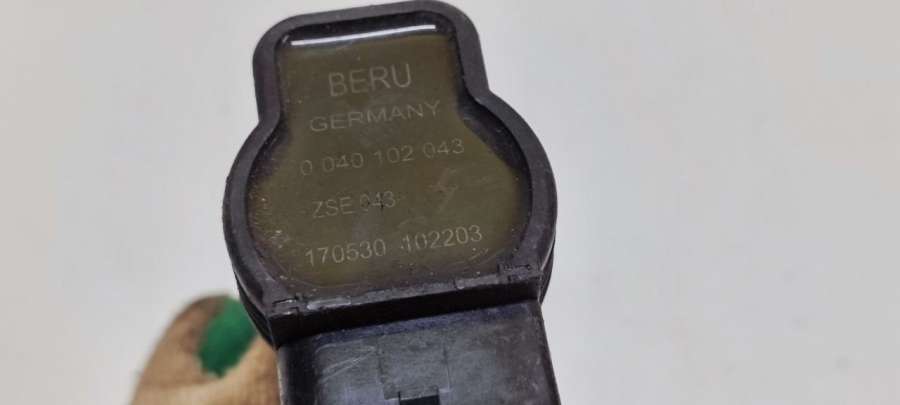 BERU
GERMANY
0 040 102 043
ZSE 043
170530 102203